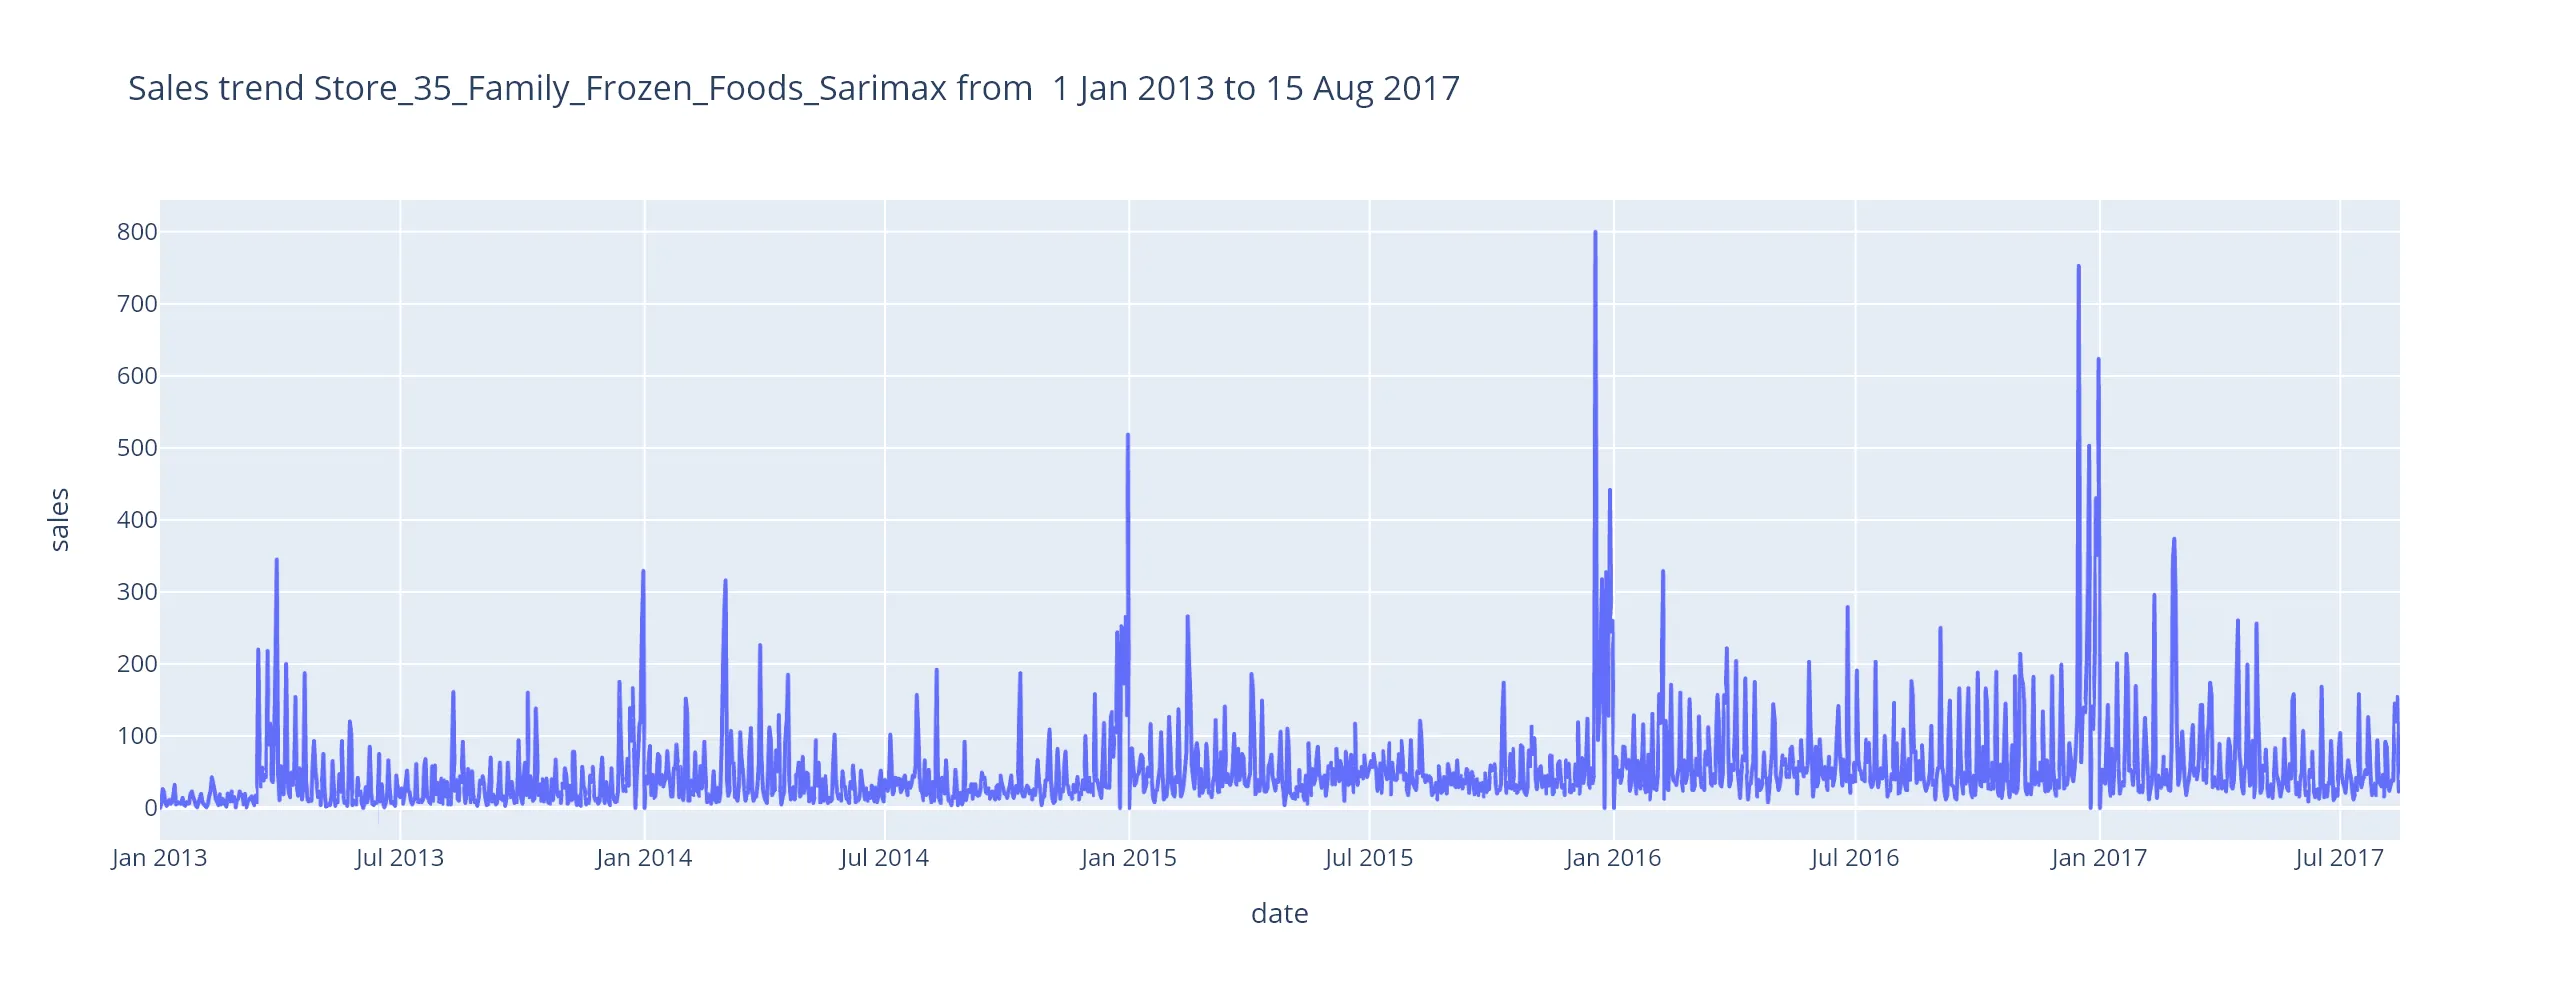 Sales trend Store_35_Family_Frozen_Foods_Sarimax from  1 Jan 2013 to 15 Aug 2017
800
700
600
500
400
300
200
100
0
sales
Jan 2013 Jul 2013 Jan 2014 Jul 2014 Jan 2015 Jul 2015 Jan 2016 Jul 2016 Jan 2017 Jul 2017
date